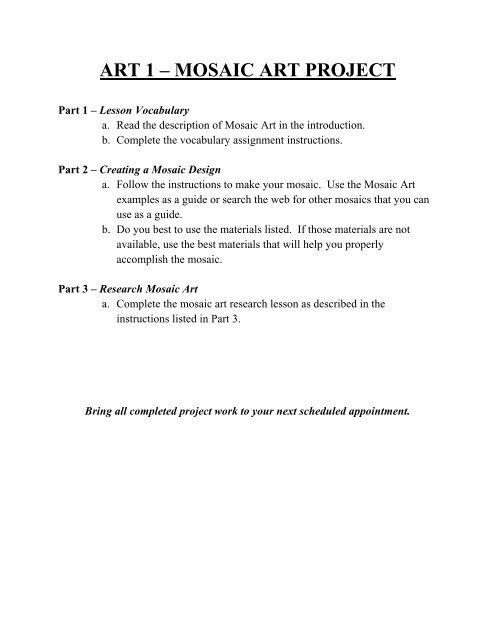 ART 1 – MOSAIC ART PROJECT
Part 1 – Lesson Vocabulary
a. Read the description of Mosaic Art in the introduction.
b. Complete the vocabulary assignment instructions.
Part 2 – Creating a Mosaic Design
a. Follow the instructions to make your mosaic. Use the Mosaic Art
examples as a guide or search the web for other mosaics that you can
use as a guide.
b. Do you best to use the materials listed. If those materials are not
available, use the best materials that will help you properly
accomplish the mosaic.
Part 3 – Research Mosaic Art
a. Complete the mosaic art research lesson as described in the
instructions listed in Part 3.
Bring all completed project work to your next scheduled appointment.